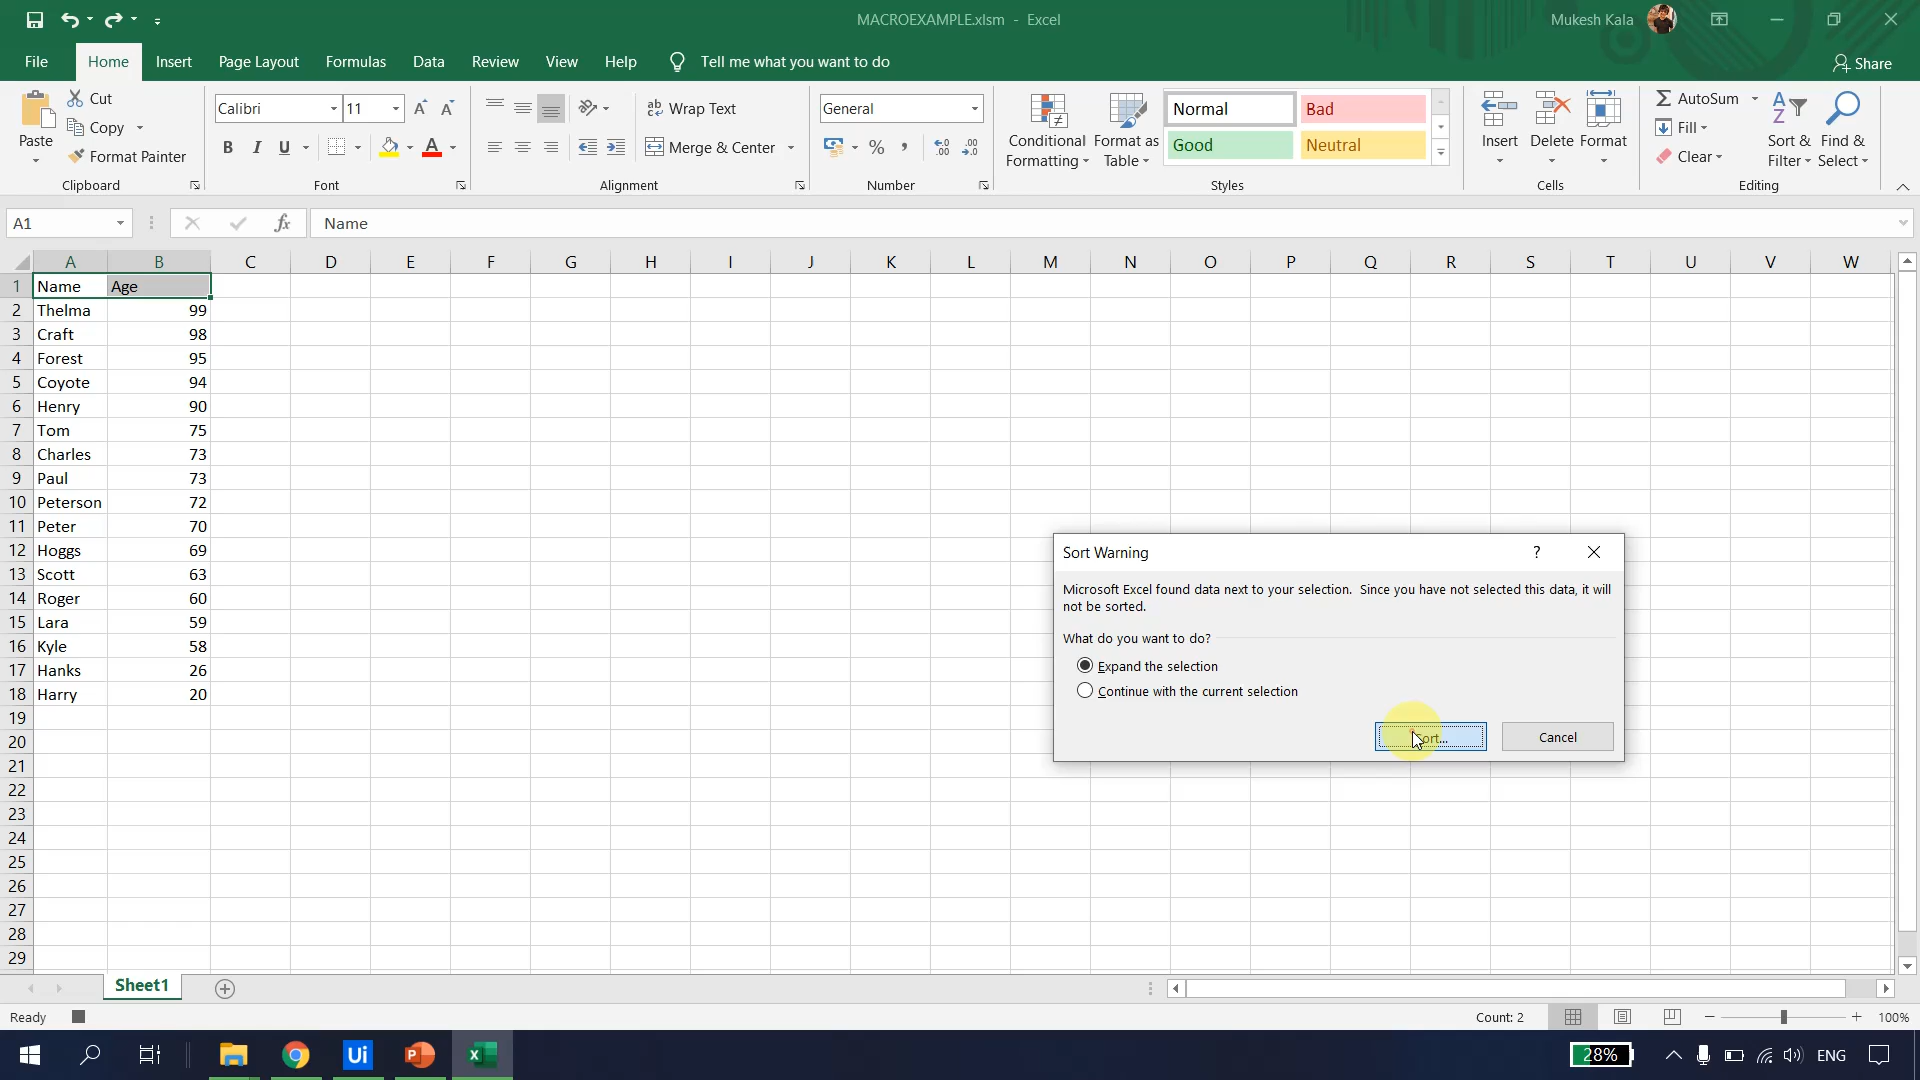 MACROEXAMPLE.xlsm - Excel
Mukesh Kala
File Home Insert Page Layout Formulas Data Review View Help Tell me what you want to do Share
Cut
Copy
Format Painter
Paste
Clipboard
Calibri 11
B I U
Font
Wrap Text
Merge & Center
Alignment
General
Number
Conditional Formatting
Format as Table
Normal Bad
Good Neutral
Styles
Insert Delete Format
Cells
AutoSum
Fill
Clear
Sort & Filter
Find & Select
Editing
A1 fx Name
A B C D E F G H I J K L M N O P Q R S T U V W
1 Name Age
2 Thelma 99
3 Craft 98
4 Forest 95
5 Coyote 94
6 Henry 90
7 Tom 75
8 Charles 73
9 Paul 73
10 Peterson 72
11 Peter 70
12 Hoggs 69
13 Scott 63
14 Roger 60
15 Lara 59
16 Kyle 58
17 Hanks 26
18 Harry 20
19
20
21
22
23
24
25
26
27
28
29
Sort Warning
Microsoft Excel found data next to your selection. Since you have not selected this data, it will
not be sorted.
What do you want to do?
Expand the selection
Continue with the current selection
Cancel
Sheet1
Ready
Count: 2
100%
Ui
28%
ENG